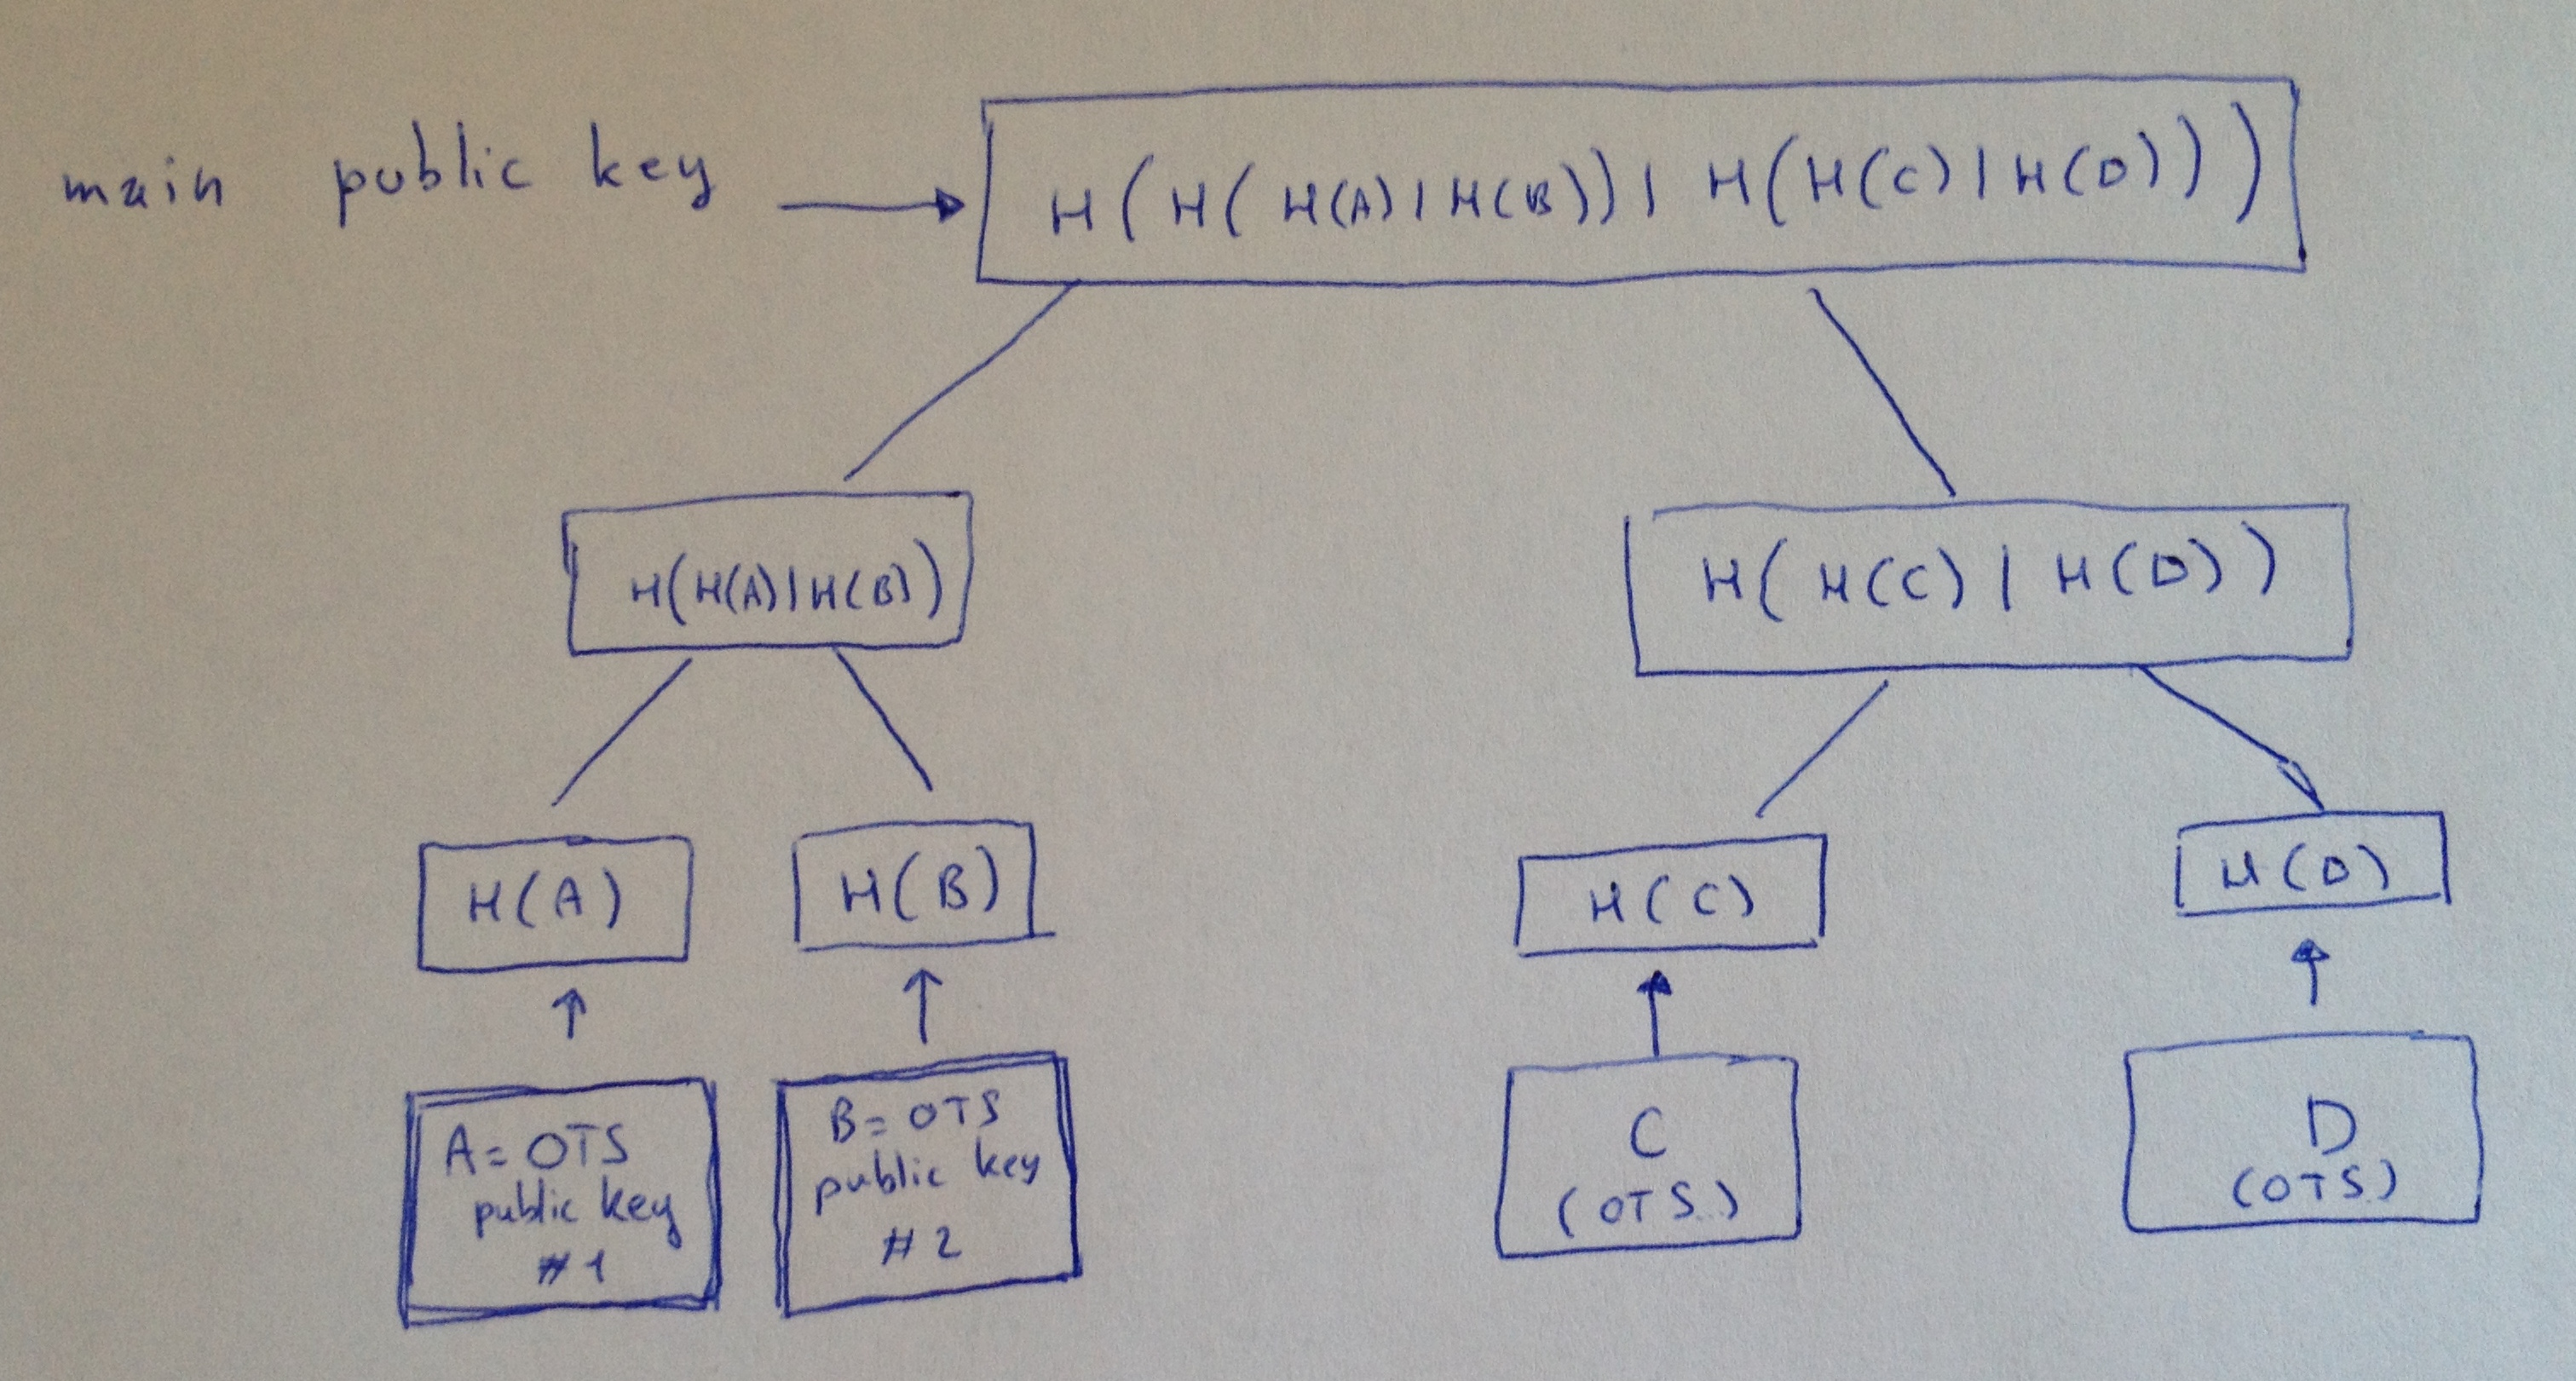 main public key
H(H(H(A)|H(B))|H(H(C)|H(D)))
H(H(A)|H(B))
H(H(C)|H(D))
H(A)
H(B)
H(C)
H(D)
A=OTS
public key
#1
B=OTS
public key
#2
C
(OTS)
D
(OTS)